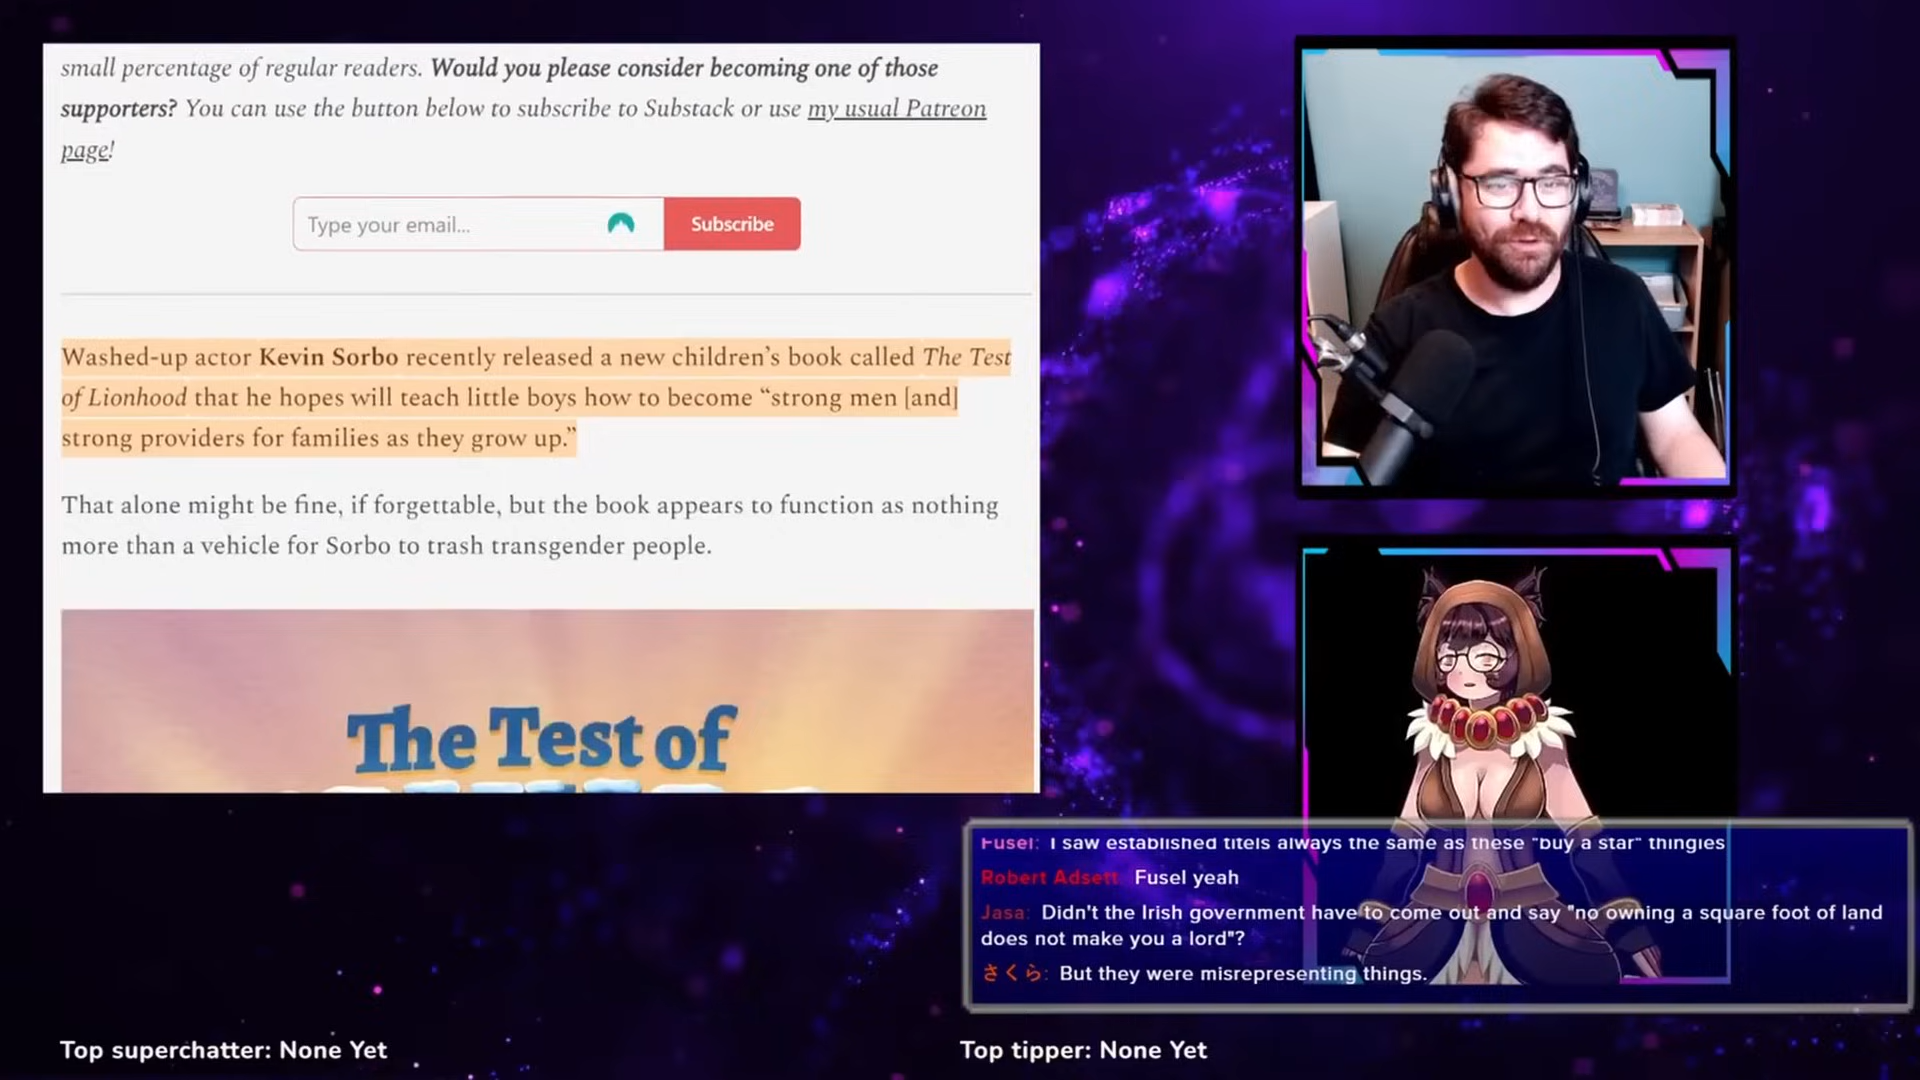 small percentage of regular readers. Would you please consider becoming one of those
supporters? You can use the button below to subscribe to Substack or use my usual Patreon
page!
Type your email...
Subscribe
Washed-up actor Kevin Sorbo recently released a new children’s book called The Test
of Lionhood that he hopes will teach little boys how to become “strong men [and]
strong providers for families as they grow up.”
That alone might be fine, if forgettable, but the book appears to function as nothing
more than a vehicle for Sorbo to trash transgender people.
The Test of
Fusel: I saw established titels always the same as these "buy a star" thingies
Robert Adsett: Fusel yeah
Jasa: Didn't the Irish government have to come out and say "no owning a square foot of land
does not make you a lord"?
さくら: But they were misrepresenting things.
Top superchatter: None Yet
Top tipper: None Yet